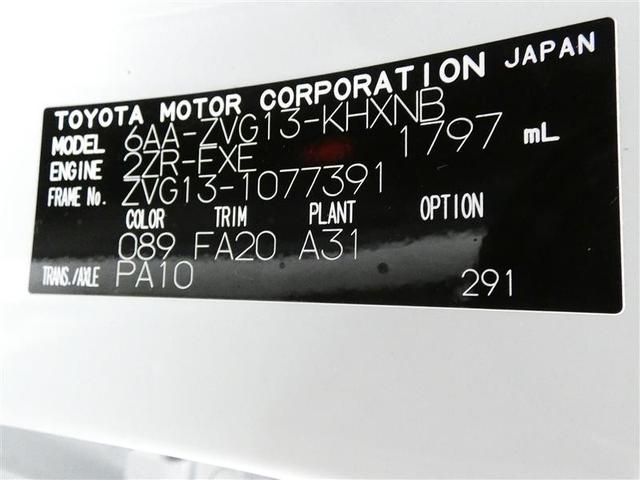 TOYOTA MOTOR CORPORATION JAPAN
MODEL 6AA-ZVG13-KHXNB
ENGINE 2ZR-FXE 1797 mL
FRAME No. ZVG13-1077391
COLOR TRIM PLANT OPTION
089 FA20 A31
TRANS./AXLE PA10 291